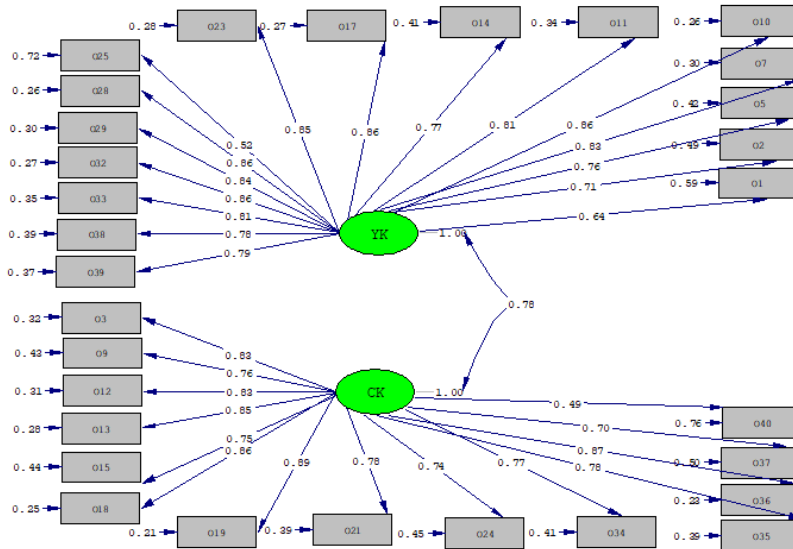 0.28 o23 0.27 o17 0.41 o14 0.34 o11 0.26 o10
0.72 o25
0.30 o7
0.26 o28
0.42 o5
0.30 o29
0.49 o2
0.27 o32
0.59 o1
0.35 o33
0.39 o38
0.37 o39
0.85 0.86 0.77 0.81 0.86
0.52 0.83
0.86 0.76
0.84 0.71
0.86 0.64
0.81
0.78
0.79
YK 1.00
0.78
CK 1.00
0.32 o3
0.43 o9
0.31 o12
0.28 o13
0.44 o15
0.25 o18
0.83
0.76
0.83
0.85
0.75
0.86
0.89 0.78 0.74 0.77
0.49
0.70
0.87
0.78
0.76 o40
0.50 o37
0.23 o36
0.39 o35
0.21 o19 0.39 o21 0.45 o24 0.41 o34